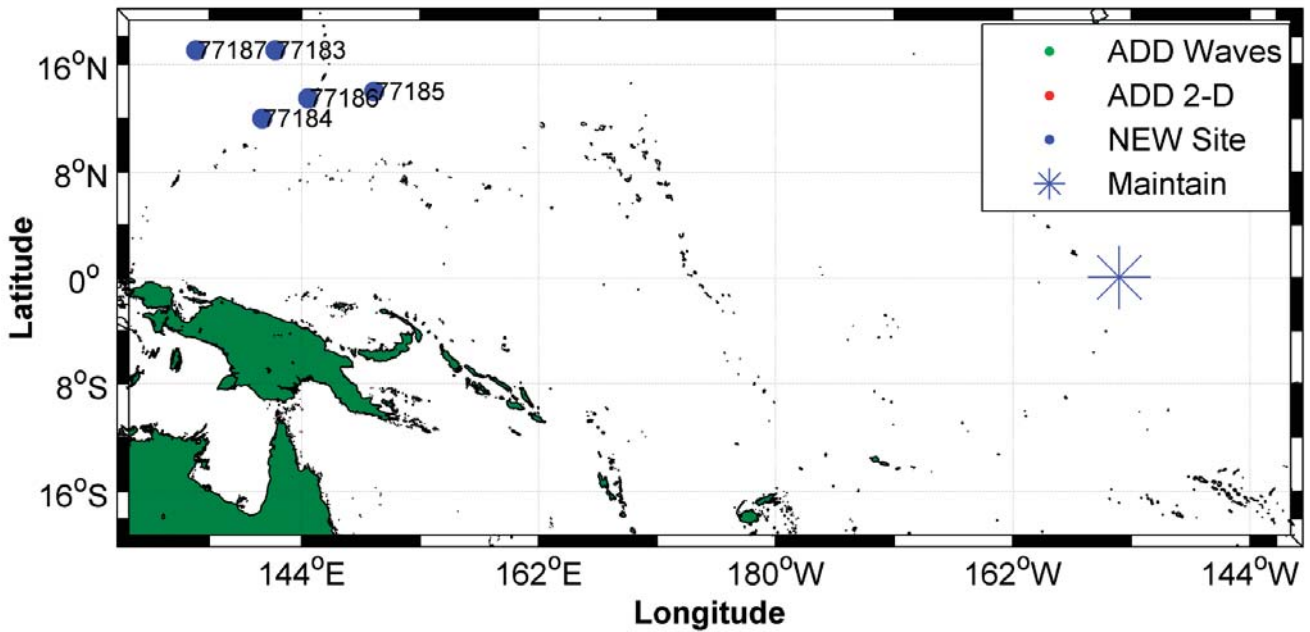 77187 77183
77185
77186
77184
ADD Waves
ADD 2-D
NEW Site
Maintain
16°N
8°N
0°
8°S
16°S
Latitude
144°E 162°E 180°W 162°W 144°W
Longitude